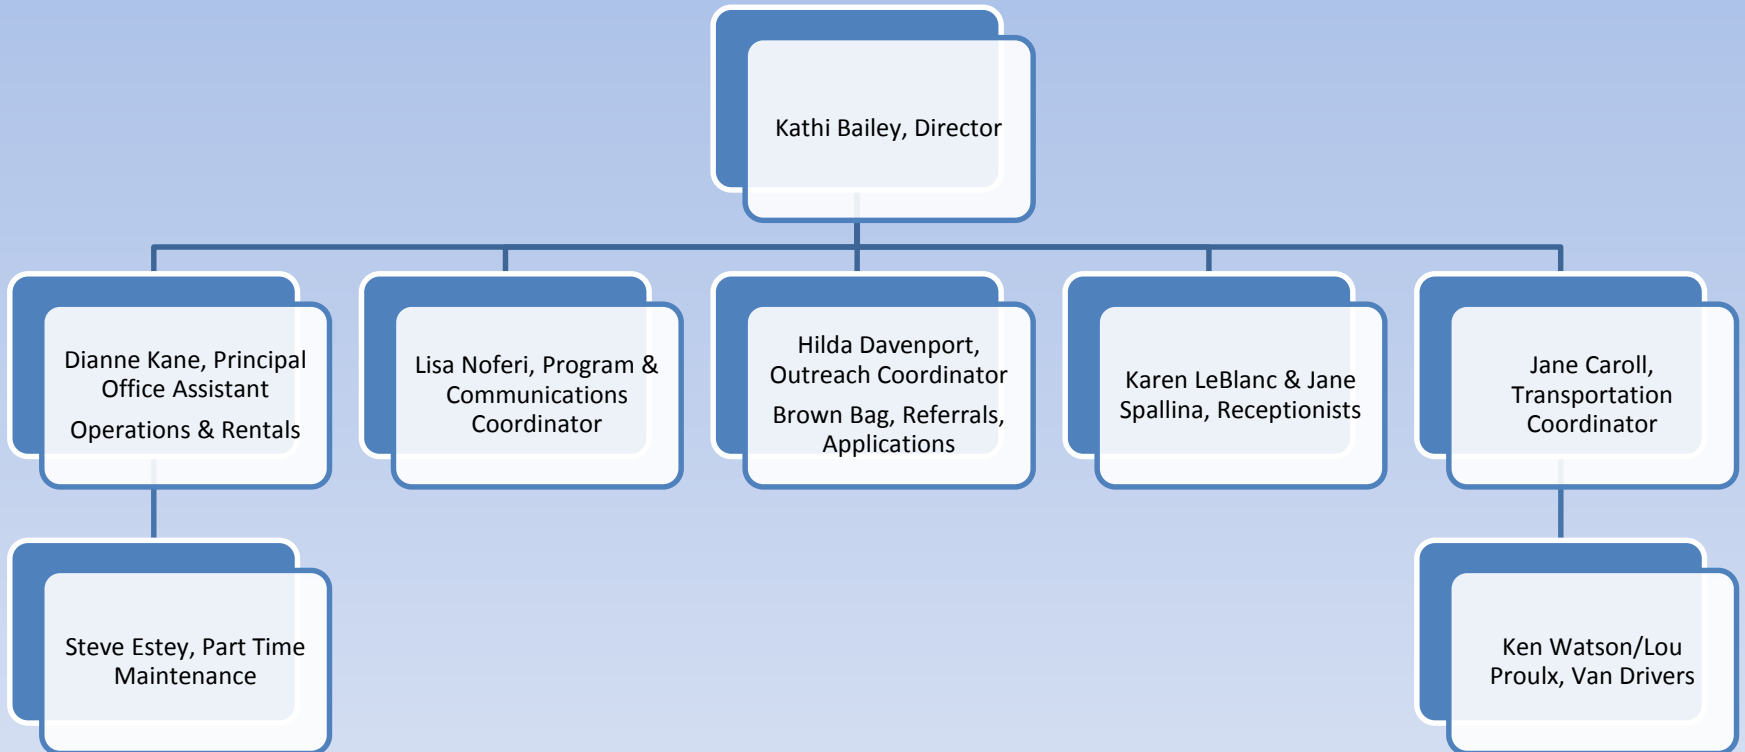 Kathi Bailey, Director
Dianne Kane, Principal
Office Assistant
Operations & Rentals
Lisa Noferi, Program &
Communications
Coordinator
Hilda Davenport,
Outreach Coordinator
Brown Bag, Referrals,
Applications
Karen LeBlanc & Jane
Spallina, Receptionists
Jane Caroll,
Transportation
Coordinator
Steve Estey, Part Time
Maintenance
Ken Watson/Lou
Proulx, Van Drivers